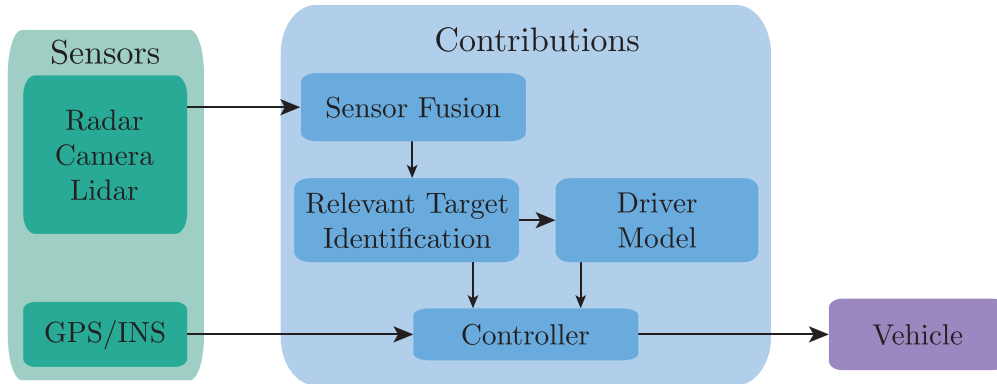 Sensors
Radar
Camera
Lidar
GPS/INS
Contributions
Sensor Fusion
Relevant Target
Identification
Driver
Model
Controller
Vehicle